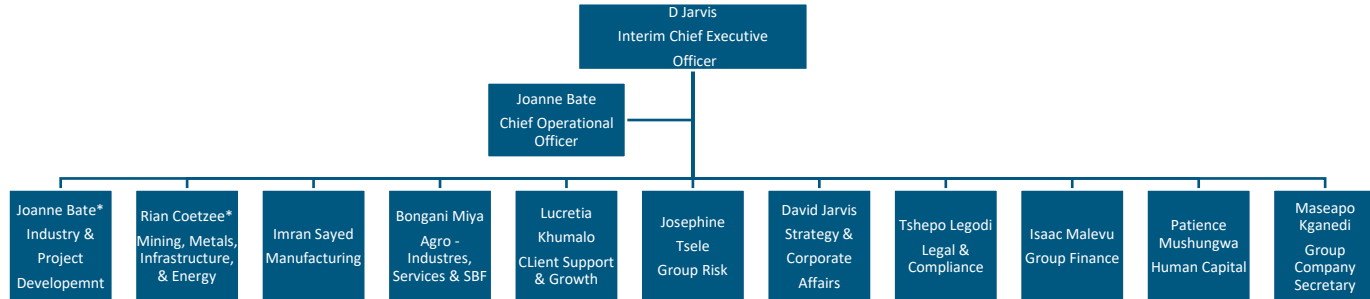 D Jarvis
Interim Chief Executive
Officer
Joanne Bate
Chief Operational
Officer
Joanne Bate*
Industry &
Project
Developemnt
Rian Coetzee*
Mining, Metals,
Infrastructure,
& Energy
Imran Sayed
Manufacturing
Bongani Miya
Agro -
Industres,
Services & SBF
Lucretia
Khumalo
CLient Support
& Growth
Josephine
Tsele
Group Risk
David Jarvis
Strategy &
Corporate
Affairs
Tshepo Legodi
Legal &
Compliance
Isaac Malevu
Group Finance
Patience
Mushungwa
Human Capital
Maseapo
Kganedi
Group
Company
Secretary